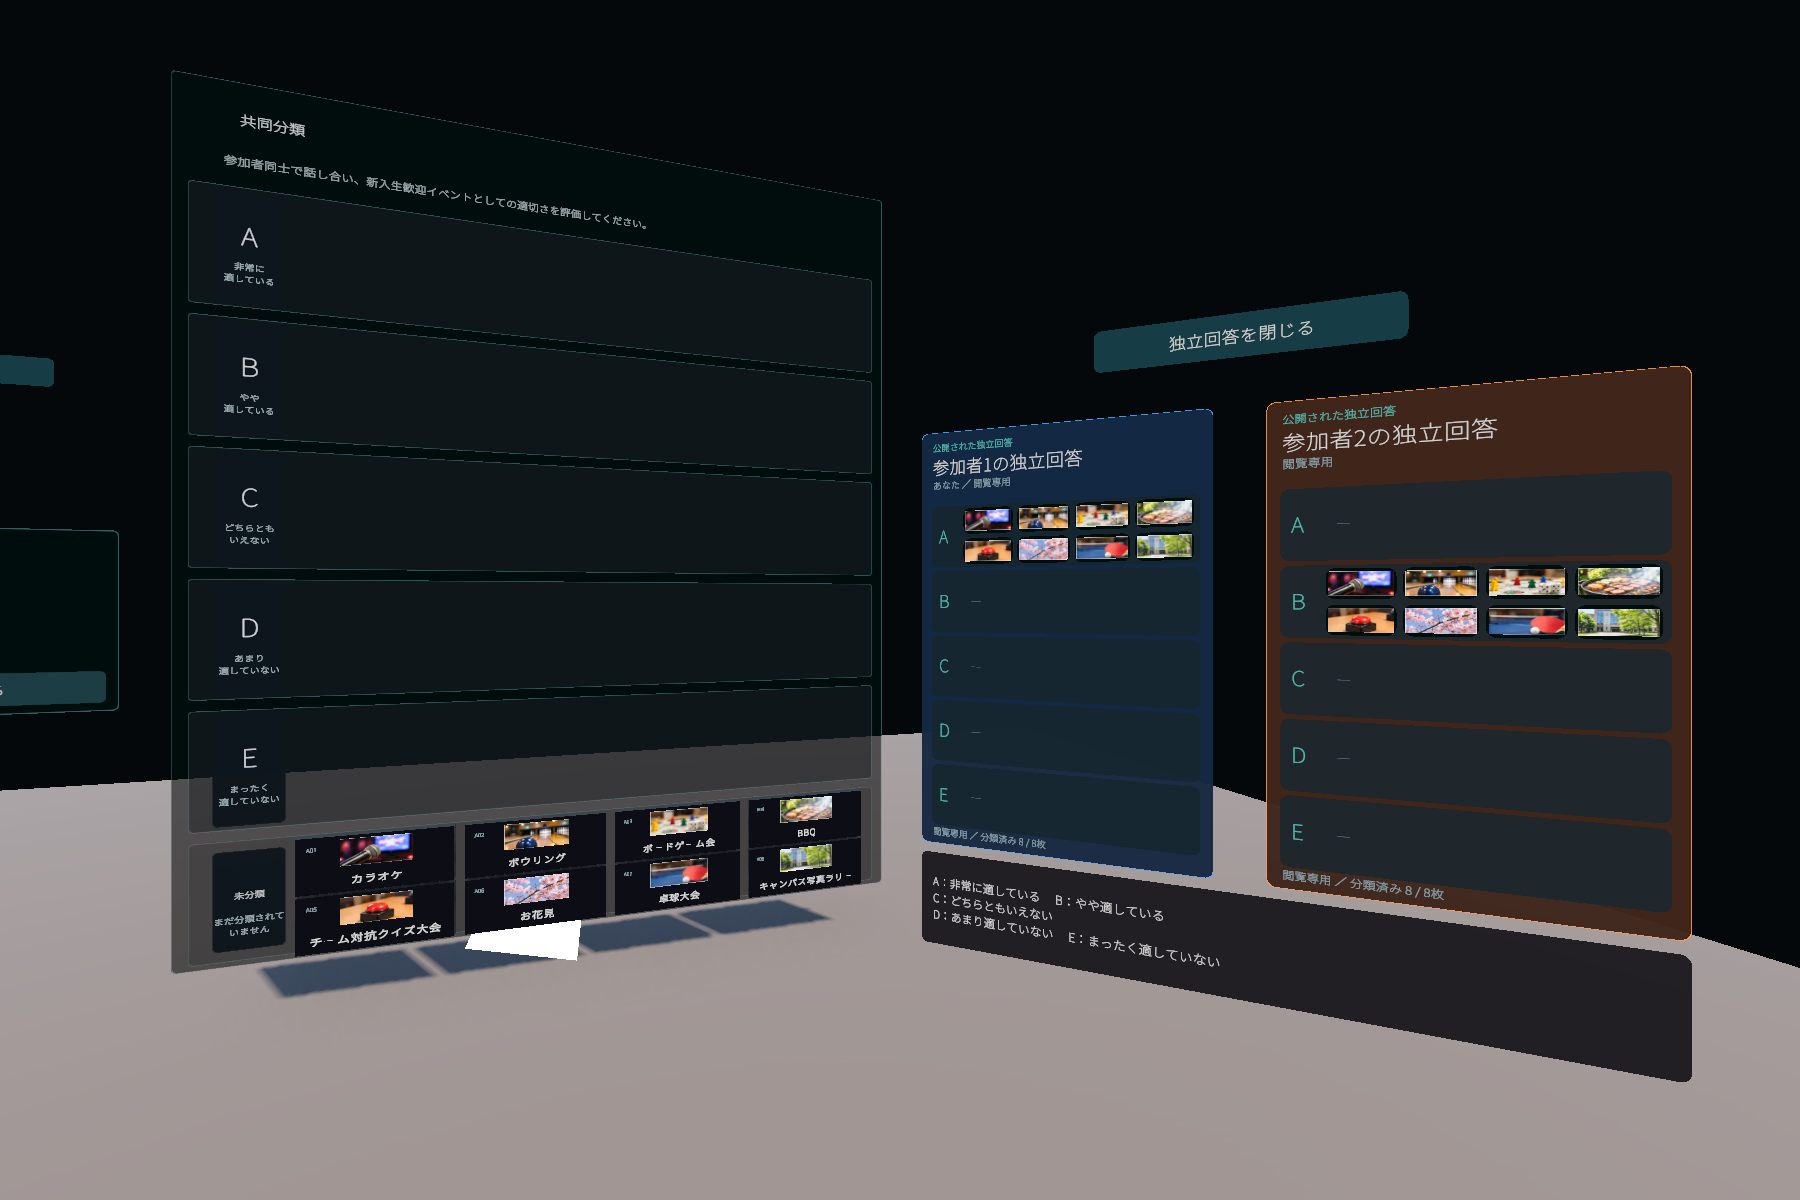 共同分類
参加者同士で話し合い、新入生歓迎イベントとしての適切さを評価してください。
A
非常に
適している
B
やや
適している
C
どちらとも
いえない
D
あまり
適していない
E
まったく
適していない
未分類
まだ分類されて
いません
A01
カラオケ
A02
ボウリング
ボードゲーム会
BBQ
A05
チーム対抗クイズ大会
A06
お花見
卓球大会
キャンパス写真ラリー
独立回答を閉じる
公開された独立回答
参加者1の独立回答
あなた／閲覧専用
A
B
—
C
—
D
—
E
—
閲覧専用／分類済み 8 / 8枚
公開された独立回答
参加者2の独立回答
閲覧専用
A
—
B
C
—
D
—
E
—
閲覧専用／分類済み 8 / 8枚
A：非常に適している　B：やや適している
C：どちらともいえない
D：あまり適していない　E：まったく適していない